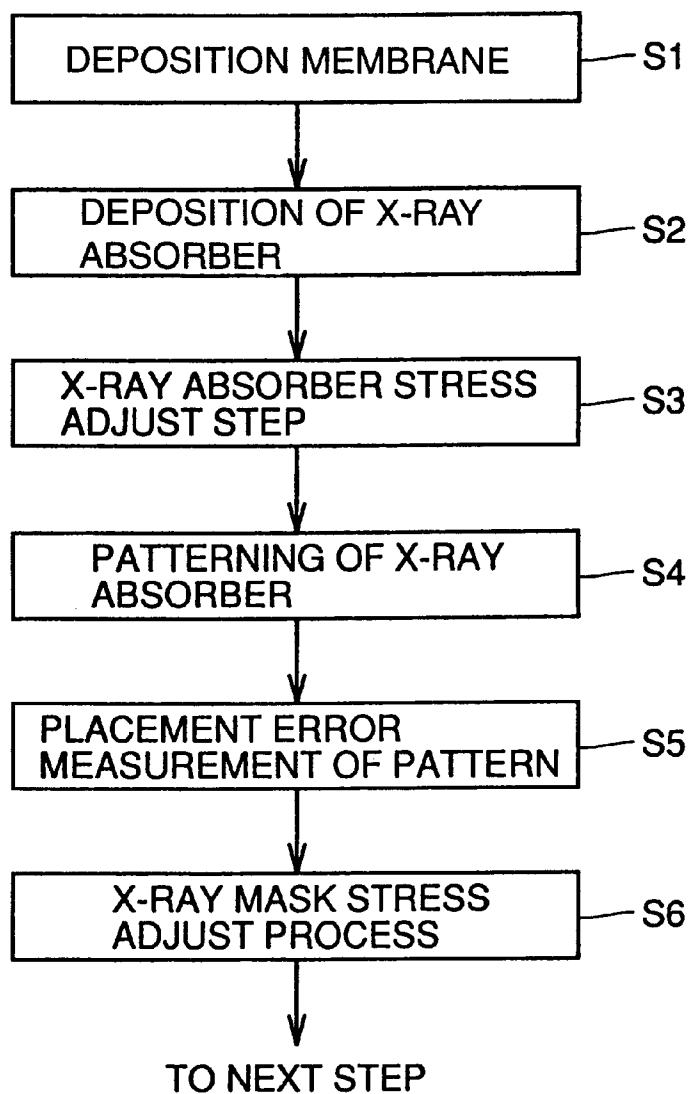 DEPOSITION MEMBRANE
S1
DEPOSITION OF X-RAY
ABSORBER
S2
X-RAY ABSORBER STRESS
ADJUST STEP
S3
PATTERNING OF X-RAY
ABSORBER
S4
PLACEMENT ERROR
MEASUREMENT OF PATTERN
S5
X-RAY MASK STRESS
ADJUST PROCESS
S6
TO NEXT STEP